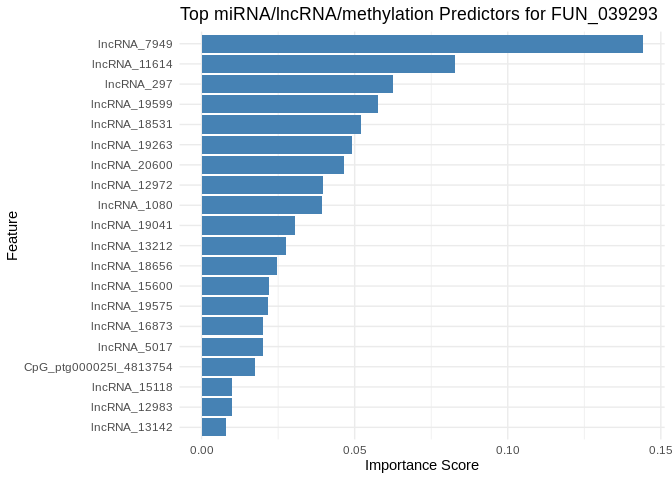 Top miRNA/lncRNA/methylation Predictors for FUN_039293
lncRNA_7949
lncRNA_11614
lncRNA_297
lncRNA_19599
lncRNA_18531
lncRNA_19263
lncRNA_20600
lncRNA_12972
lncRNA_1080
lncRNA_19041
lncRNA_13212
lncRNA_18656
lncRNA_15600
lncRNA_19575
lncRNA_16873
lncRNA_5017
CpG_ptg000025l_4813754
lncRNA_15118
lncRNA_12983
lncRNA_13142
Feature
0.00 0.05 0.10 0.15
Importance Score